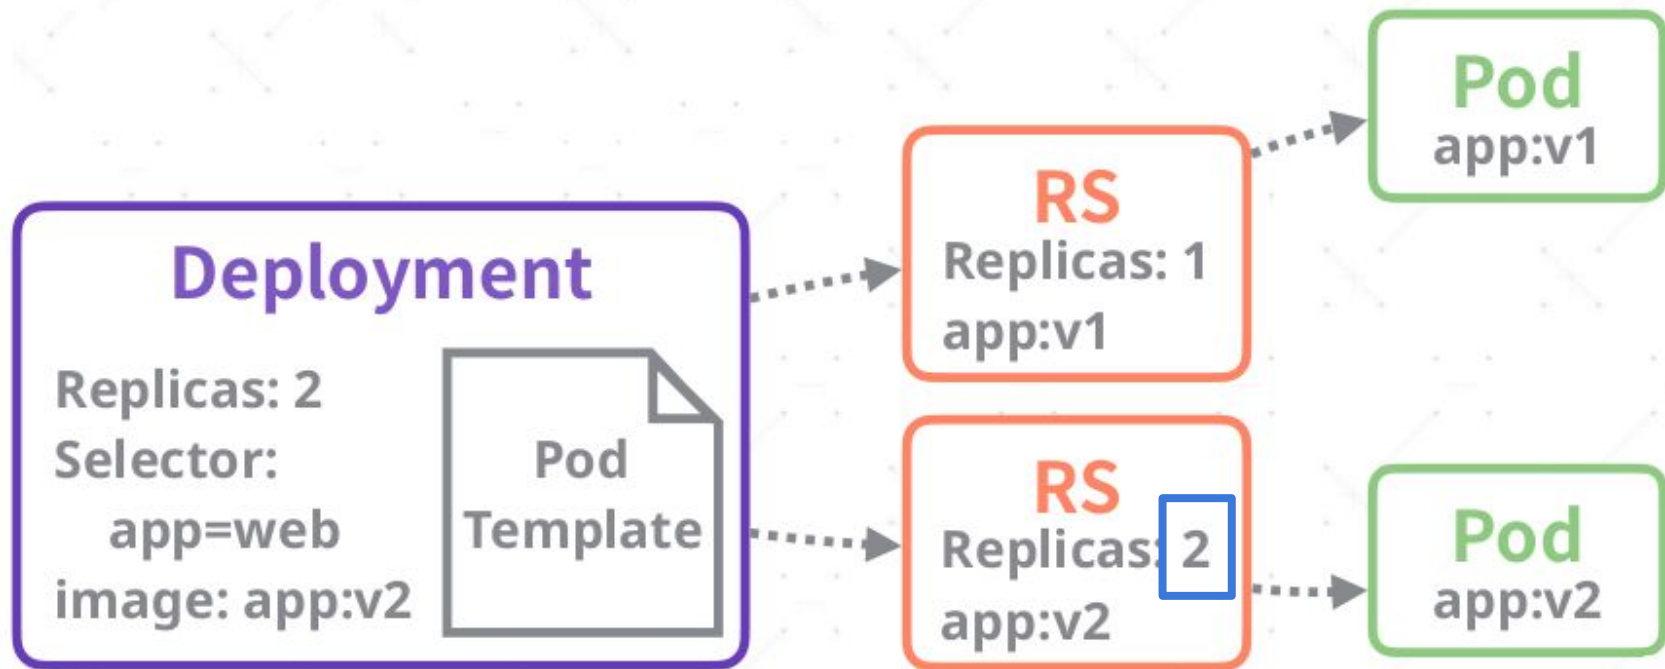 Deployment
Replicas: 2
Selector:
app=web
image: app:v2
Pod
Template
RS
Replicas: 1
app:v1
RS
Replicas: 2
app:v2
Pod
app:v1
Pod
app:v2